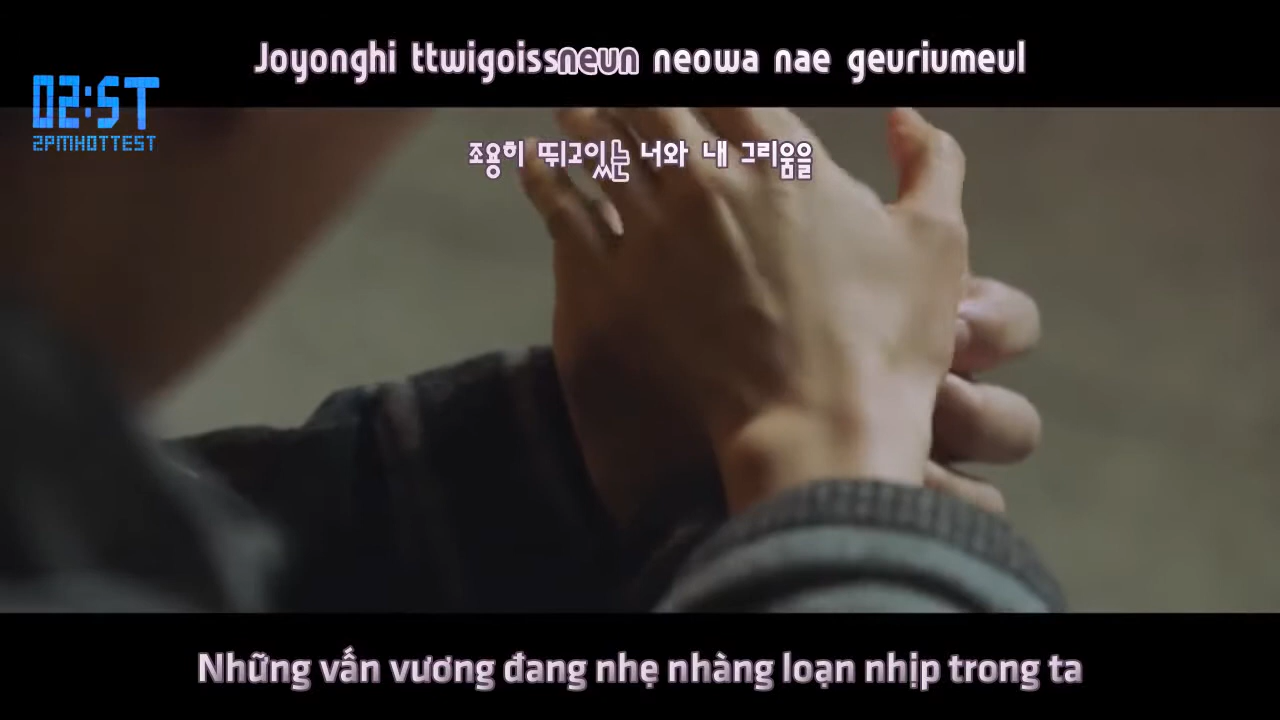 Joyonghi ttwigoissneun neowa nae geuriumeul
02:ST
2PMHOTTEST
조용히 뛰고있는 너와 내 그리움을
Những vấn vương đang nhẹ nhàng loạn nhịp trong ta